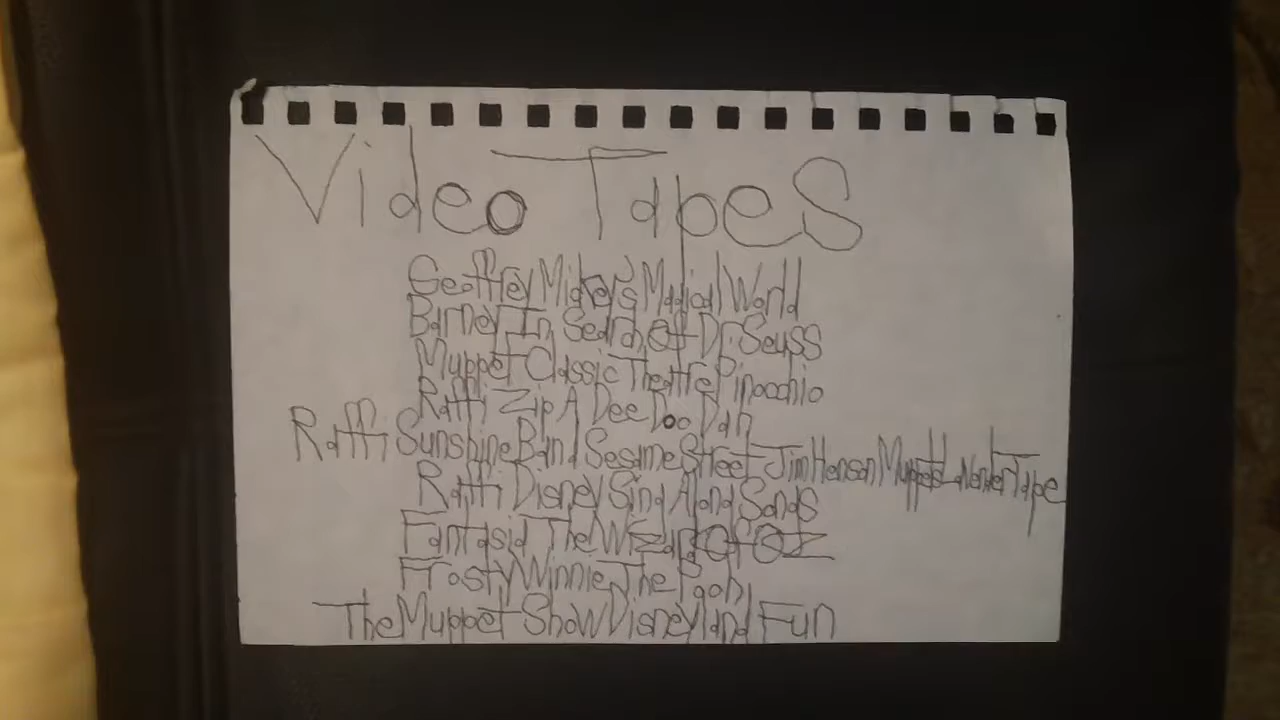 Video Tapes
Geoffrey Mickey's Magical World
Barney In Search Of Dr. Seuss
Muppet Classic Theatre Pinocchio
Raffi Zip A Dee Doo Dah
Raffi Sunshine Band Sesame Street Jim Henson Muppet Tape
Raffi Disney Sing Along Songs
Fantasia The Wizard Of Oz
Frosty Winnie The Pooh
The Muppet Show Disneyland Fun